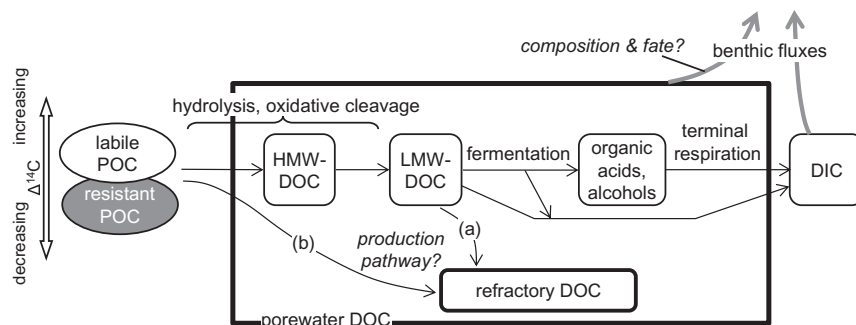 composition & fate?
benthic fluxes
hydrolysis, oxidative cleavage
decreasing Δ14C increasing
labile
POC
resistant
POC
HMW-
DOC
LMW-
DOC
fermentation
organic
acids,
alcohols
terminal
respiration
DIC
(a)
(b)
production
pathway?
refractory DOC
porewater DOC